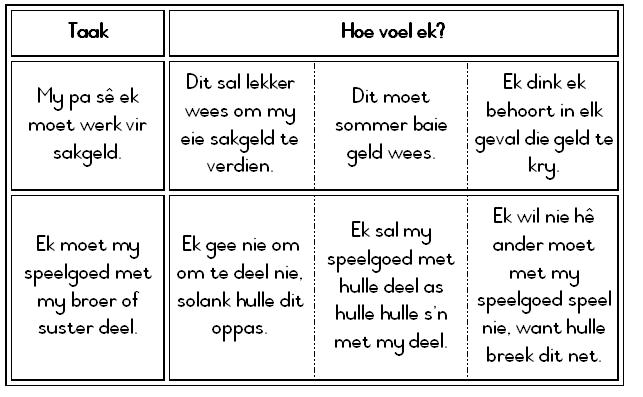 Taak
Hoe voel ek?
My pa sê ek
moet werk vir
sakgeld.
Dit sal lekker
wees om my
eie sakgeld te
verdien.
Dit moet
sommer baie
geld wees.
Ek dink ek
behoort in elk
geval die geld te
kry.
Ek moet my
speelgoed met
my broer of
suster deel.
Ek gee nie om
om te deel nie,
solank hulle dit
oppas.
Ek sal my
speelgoed met
hulle deel as
hulle hulle s'n
met my deel.
Ek wil nie hê
ander moet
met my
speelgoed speel
nie, want hulle
breek dit net.